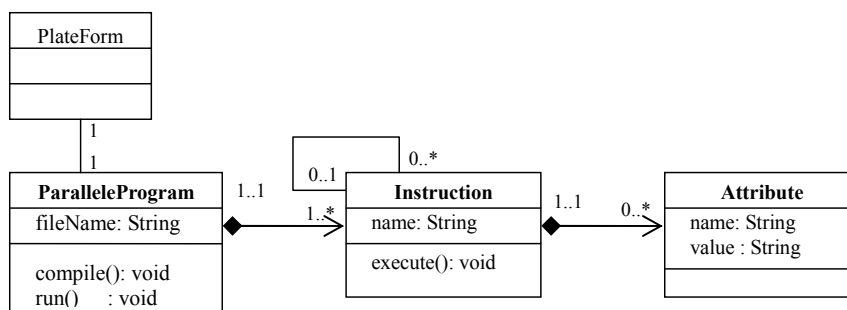 PlateForm
1
1
ParalleleProgram
fileName: String
compile(): void
run() : void
1..1
1..*
0..1
0..*
Instruction
name: String
execute(): void
1..1
0..*
Attribute
name: String
value : String